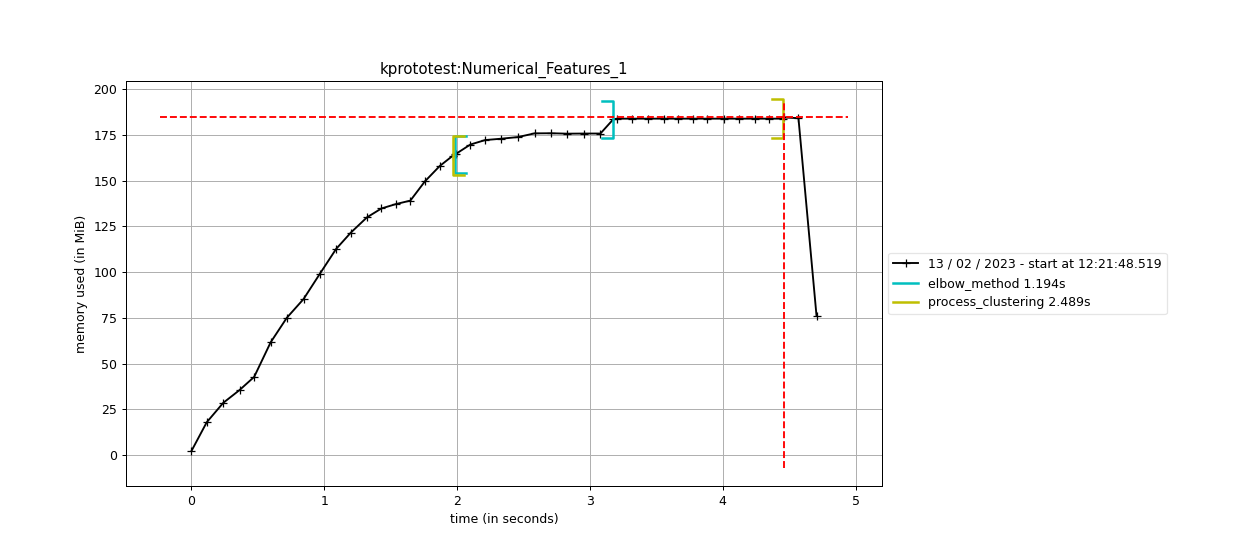 kprototest:Numerical_Features_1
200
175
150
125
100
75
50
25
0
memory used (in MiB)
0 1 2 3 4 5
time (in seconds)
13 / 02 / 2023 - start at 12:21:48.519
elbow_method 1.194s
process_clustering 2.489s